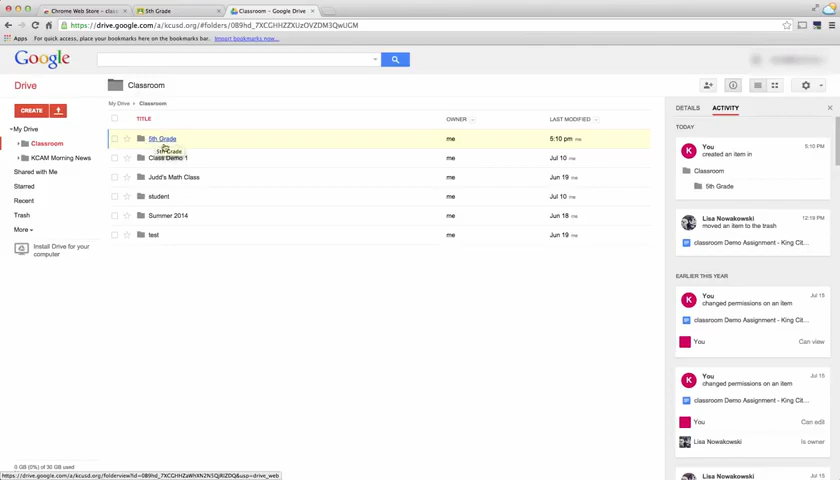 Chrome Web Store – clas
5th Grade
Classroom – Google Drive
https://drive.google.com/a/kcusd.org/#folders/
Apps For quick access, place your bookmarks here on the bookmarks bar. Import bookmarks now...
Google
Drive
Classroom
CREATE
My Drive › Classroom
DETAILS ACTIVITY
TITLE OWNER LAST MODIFIED
My Drive
Classroom
KCAM Morning News
Shared with Me
Starred
Recent
Trash
More
Install Drive for your
computer
5th Grade me 5:10 pm me
5th Grade
Class Demo 1 me Jul 10 me
Judd's Math Class me Jun 19 me
student me Jul 10 me
Summer 2014 me Jun 18 me
test me Jun 19 me
TODAY
You 5:10 PM
created an item in
Classroom
5th Grade
Lisa Nowakowski 12:19 PM
moved an item to the trash
classroom Demo Assignment - King Cit...
EARLIER THIS YEAR
You Jul 15
changed permissions on an item
classroom Demo Assignment - King Cit...
You Can view
You Jul 15
changed permissions on an item
classroom Demo Assignment - King Cit...
You Can edit
Lisa Nowakowski Is owner
Lisa Nowakowski Jul 15
0 GB (0%) of 30 GB used